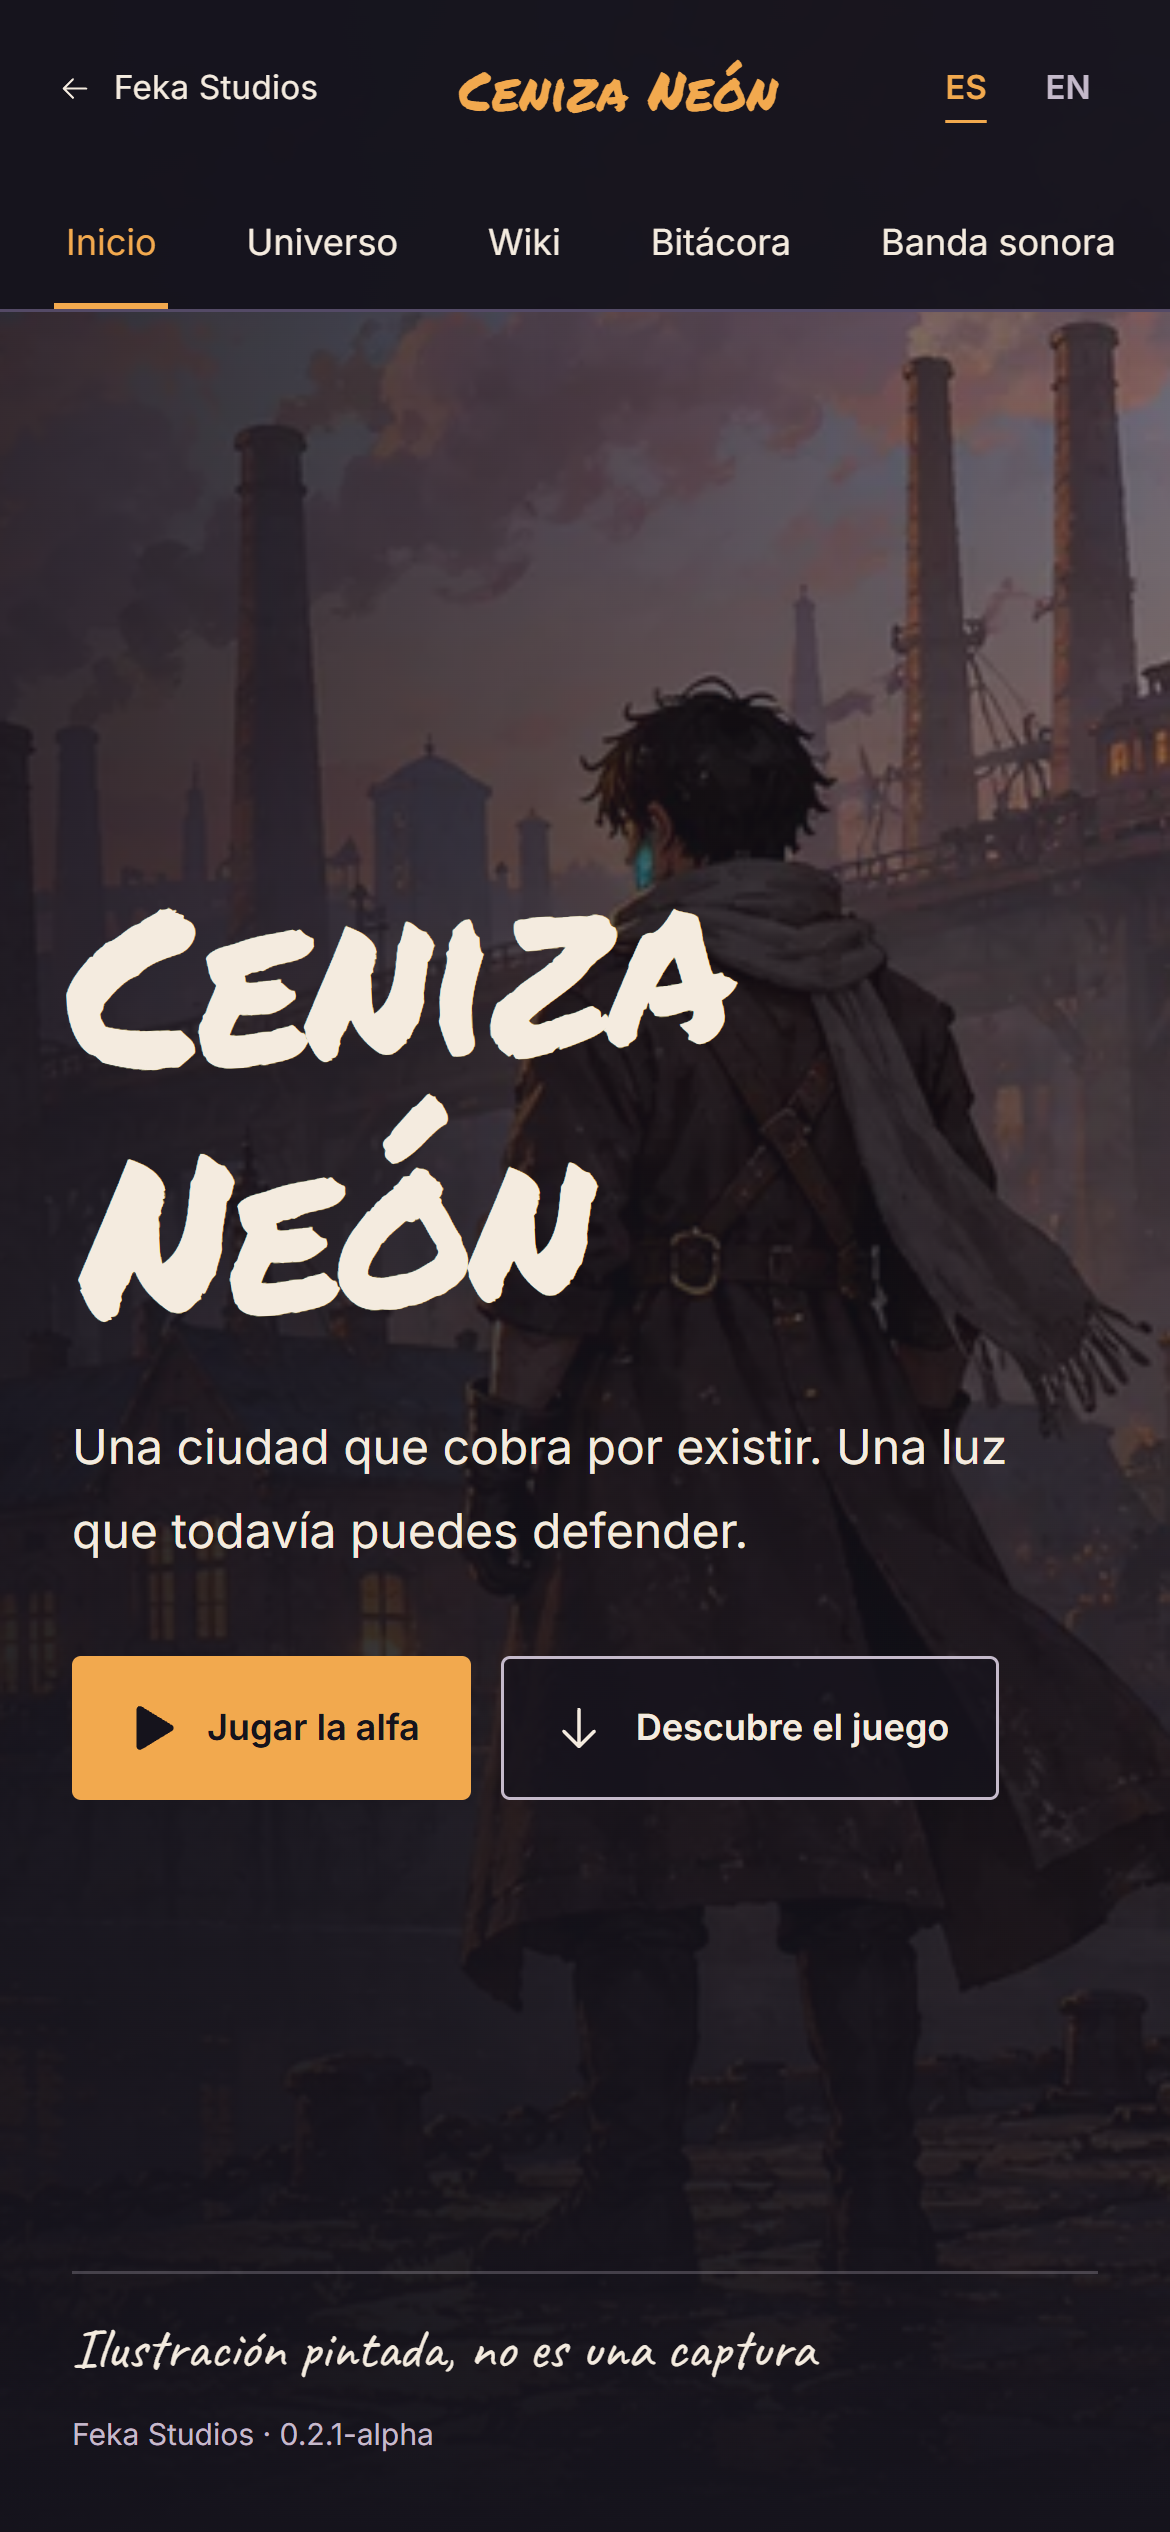 Feka Studios
Ceniza Neón
ES EN
Inicio Universo Wiki Bitácora Banda sonora
Ceniza
Neón
Una ciudad que cobra por existir. Una luz
que todavía puedes defender.
Jugar la alfa
Descubre el juego
Ilustración pintada, no es una captura
Feka Studios · 0.2.1-alpha